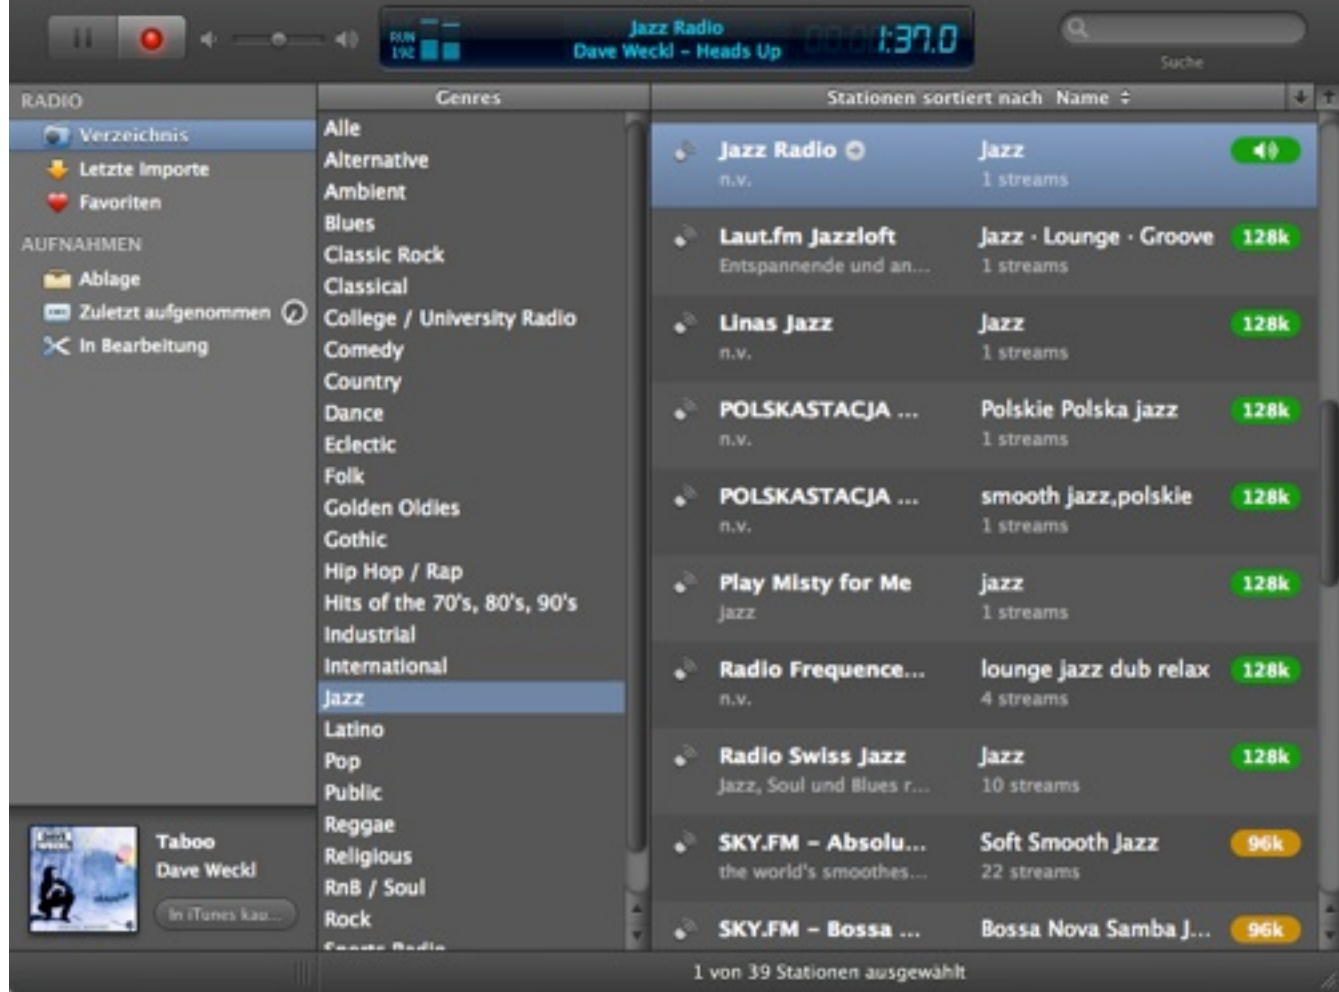 Jazz Radio
RUN
192
Dave Weckl – Heads Up
1:37.0
Suche
RADIO
Verzeichnis
Letzte Importe
Favoriten
AUFNAHMEN
Ablage
Zuletzt aufgenommen
In Bearbeitung
Taboo
Dave Weckl
In iTunes kau...
Genres
Alle
Alternative
Ambient
Blues
Classic Rock
Classical
College / University Radio
Comedy
Country
Dance
Eclectic
Folk
Golden Oldies
Gothic
Hip Hop / Rap
Hits of the 70's, 80's, 90's
Industrial
International
Jazz
Latino
Pop
Public
Reggae
Religious
RnB / Soul
Rock
Sports Radio
Stationen sortiert nach Name
Jazz Radio Jazz
n.v. 1 streams
Laut.fm Jazzloft Jazz · Lounge · Groove 128k
Entspannende und an... 1 streams
Linas Jazz Jazz 128k
n.v. 1 streams
POLSKASTACJA ... Polskie Polska jazz 128k
n.v. 1 streams
POLSKASTACJA ... smooth jazz,polskie 128k
n.v. 1 streams
Play Misty for Me jazz 128k
Jazz 1 streams
Radio Frequence... lounge jazz dub relax 128k
n.v. 4 streams
Radio Swiss Jazz Jazz 128k
Jazz, Soul und Blues r... 10 streams
SKY.FM – Absolu... Soft Smooth Jazz 96k
the world's smoothes... 22 streams
SKY.FM – Bossa ... Bossa Nova Samba J... 96k
1 von 39 Stationen ausgewählt